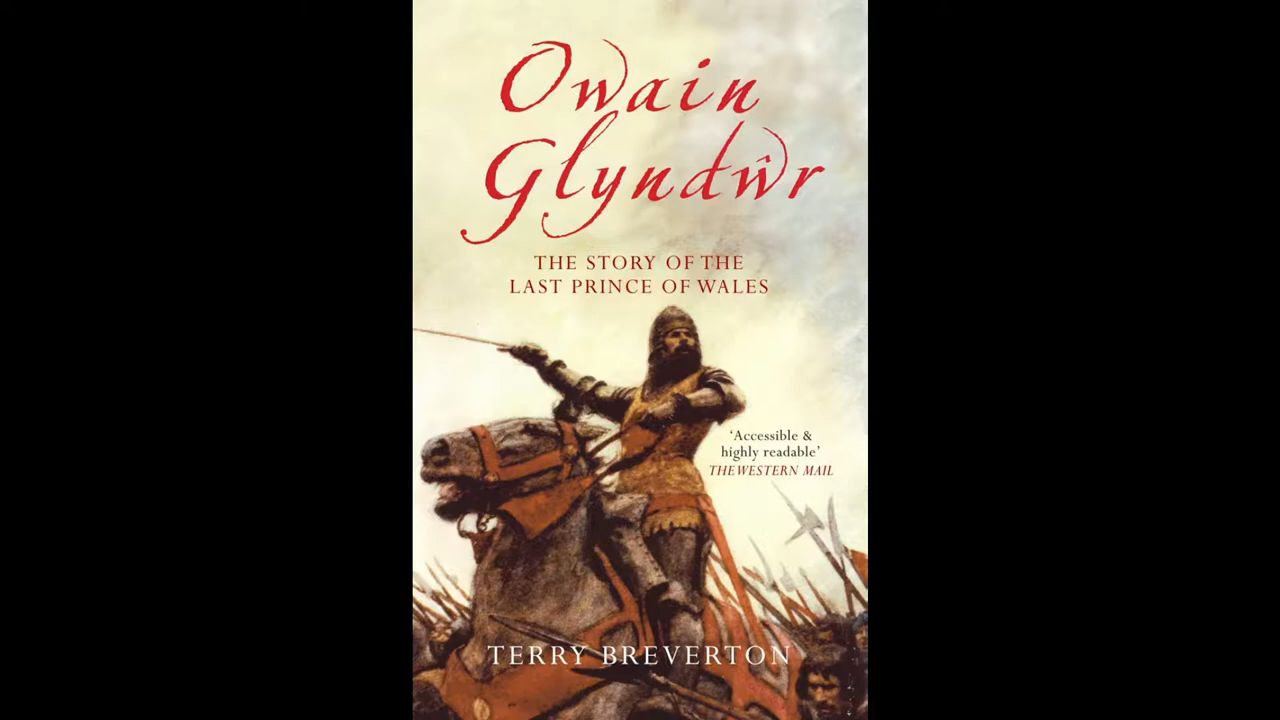 Owain
Glyndŵr
THE STORY OF THE
LAST PRINCE OF WALES
‘Accessible &
highly readable’
THE WESTERN MAIL
TERRY BREVERTON